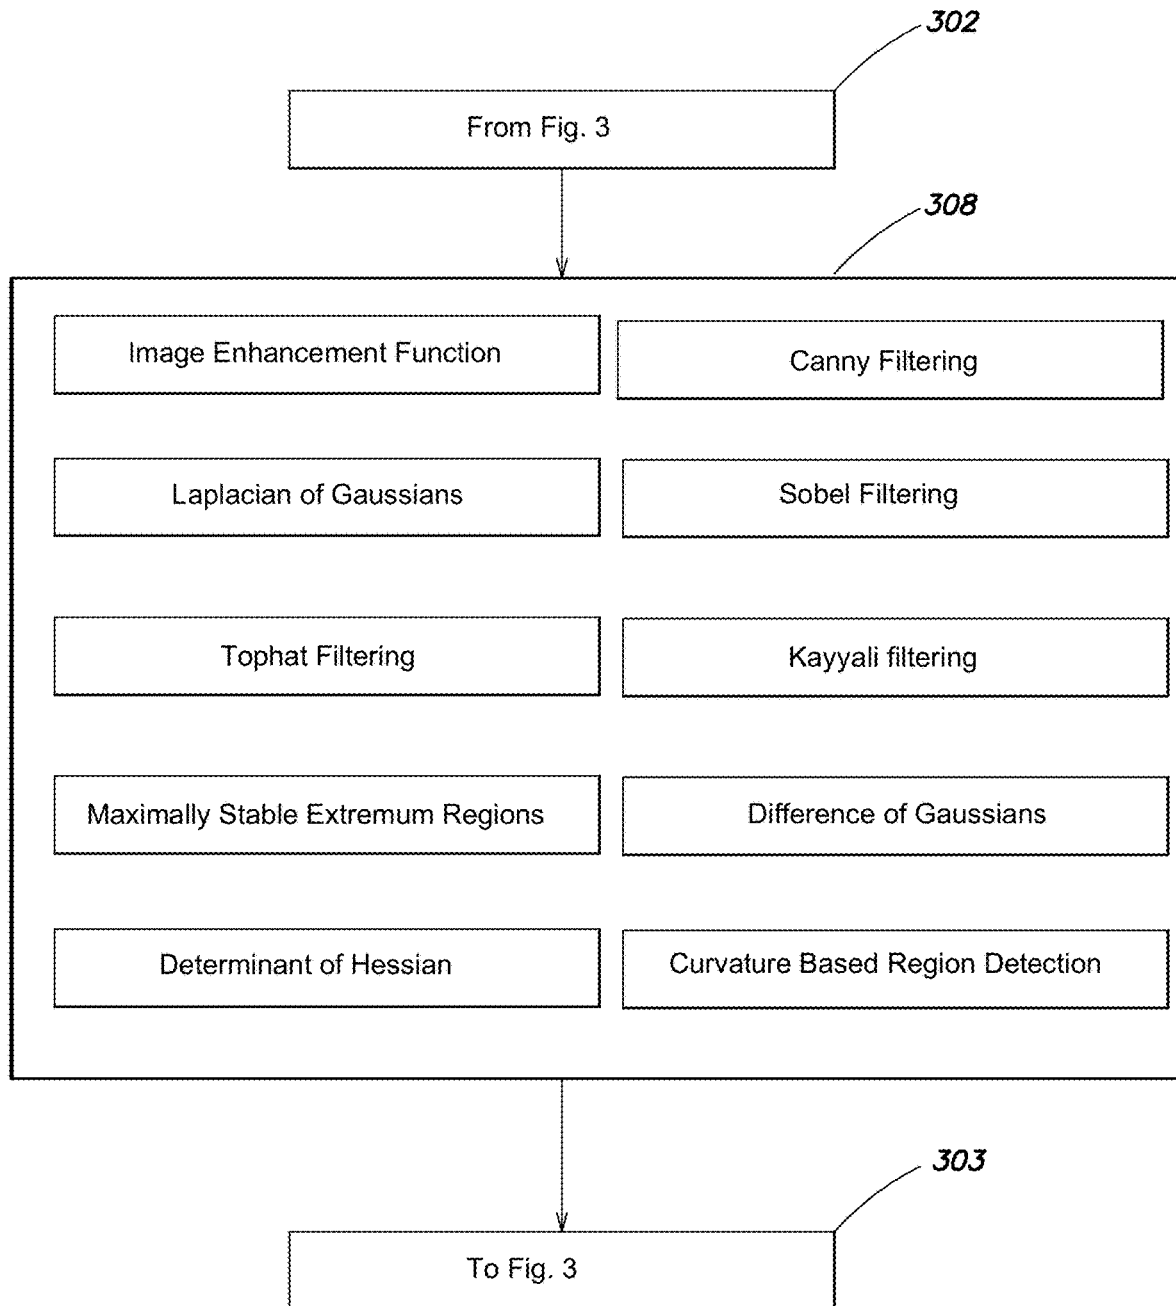 302
From Fig. 3
308
Image Enhancement Function
Canny Filtering
Laplacian of Gaussians
Sobel Filtering
Tophat Filtering
Kayyali filtering
Maximally Stable Extremum Regions
Difference of Gaussians
Determinant of Hessian
Curvature Based Region Detection
303
To Fig. 3